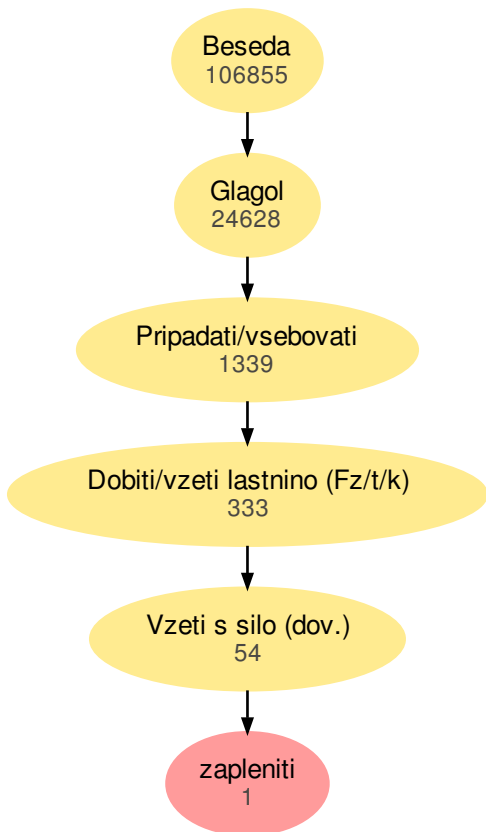 Beseda
106855
Glagol
24628
Pripadati/vsebovati
1339
Dobiti/vzeti lastnino (Fz/t/k)
333
Vzeti s silo (dov.)
54
zapleniti
1